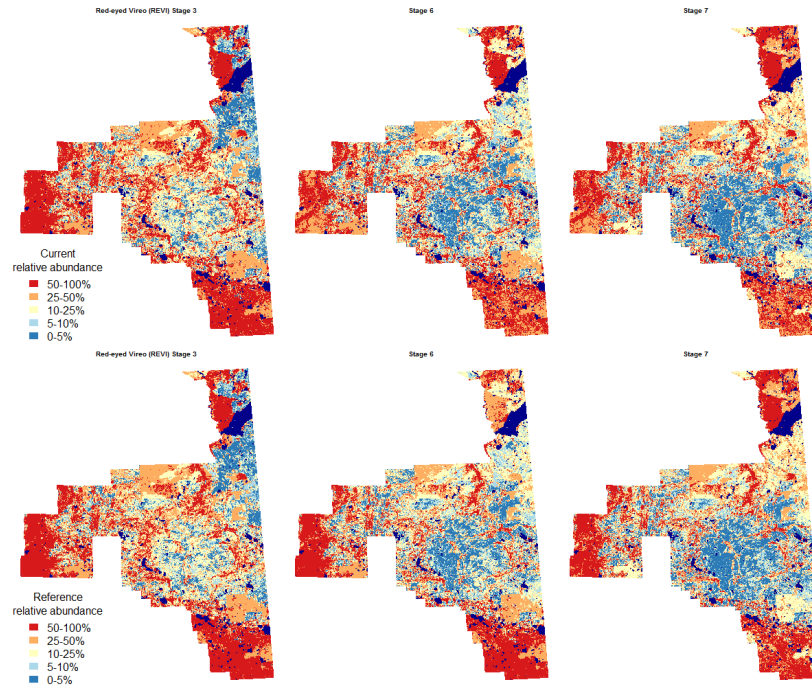 Red-eyed Vireo (REVI) Stage 3
Stage 6
Stage 7
Current
relative abundance
50-100%
25-50%
10-25%
5-10%
0-5%
Red-eyed Vireo (REVI) Stage 3
Stage 6
Stage 7
Reference
relative abundance
50-100%
25-50%
10-25%
5-10%
0-5%